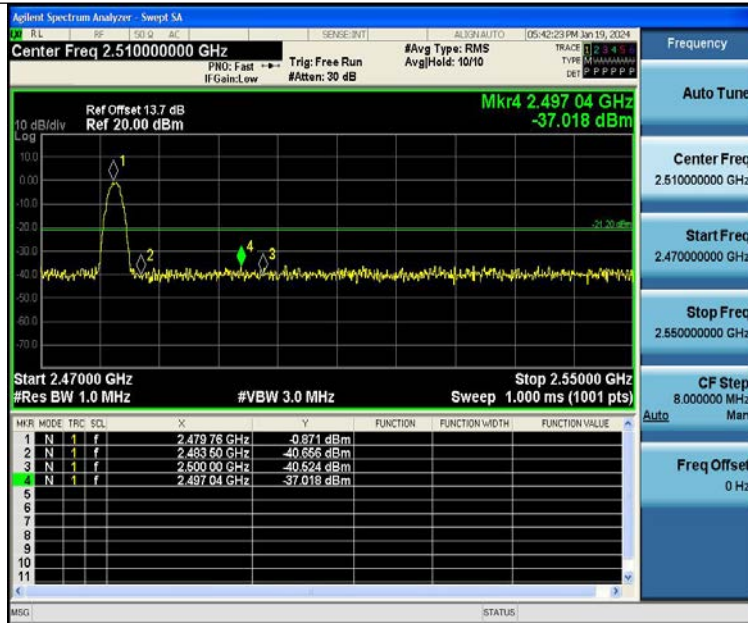 Agilent Spectrum Analyzer - Swept SA
RL RF 50 Ω AC SENSE:INT ALIGN AUTO 05:42:23 PM Jan 19, 2024
Center Freq 2.510000000 GHz
PNO: Fast
IFGain:Low
Trig: Free Run
#Atten: 30 dB
#Avg Type: RMS
Avg|Hold: 10/10
TRACE 1 2 3 4 5 6
TYPE M
DET P P P P P
Mkr4 2.497 04 GHz
-37.018 dBm
Ref Offset 13.7 dB
10 dB/div Ref 20.00 dBm
Log
10.0
0.00
-10.0
-20.0
-30.0
-40.0
-50.0
-60.0
-70.0
1
2
4
3
-21.20 dBm
Start 2.47000 GHz Stop 2.55000 GHz
#Res BW 1.0 MHz #VBW 3.0 MHz Sweep 1.000 ms (1001 pts)
MKR MODE TRC SCL X Y FUNCTION FUNCTION WIDTH FUNCTION VALUE
1 N 1 f 2.479 76 GHz -0.871 dBm
2 N 1 f 2.483 50 GHz -40.656 dBm
3 N 1 f 2.500 00 GHz -40.524 dBm
4 N 1 f 2.497 04 GHz -37.018 dBm
5
6
7
8
9
10
11
MSG STATUS
Frequency
Auto Tune
Center Freq
2.510000000 GHz
Start Freq
2.470000000 GHz
Stop Freq
2.550000000 GHz
CF Step
8.000000 MHz
Auto Man
Freq Offset
0 Hz